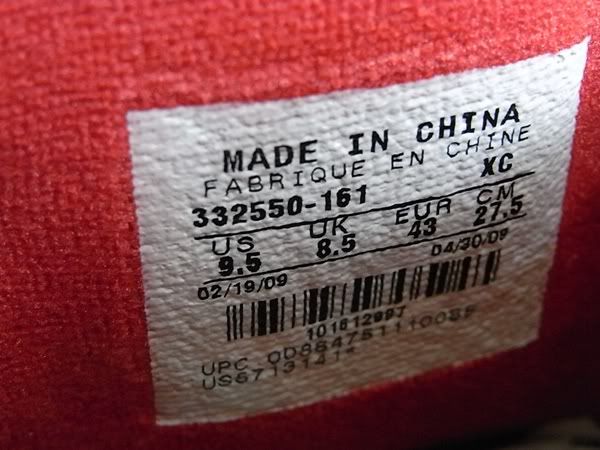 MADE IN CHINA
FABRIQUE EN CHINE
332550-161 XC
US UK EUR CM
9.5 8.5 43 27.5
02/19/09 04/30/09
UPC